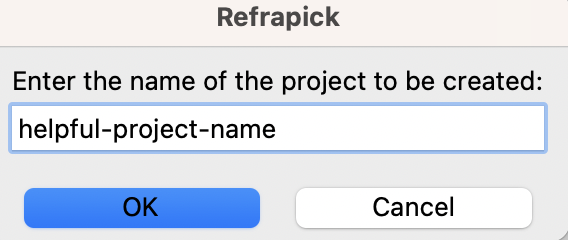 Refrapick
Enter the name of the project to be created:
helpful-project-name
OK
Cancel